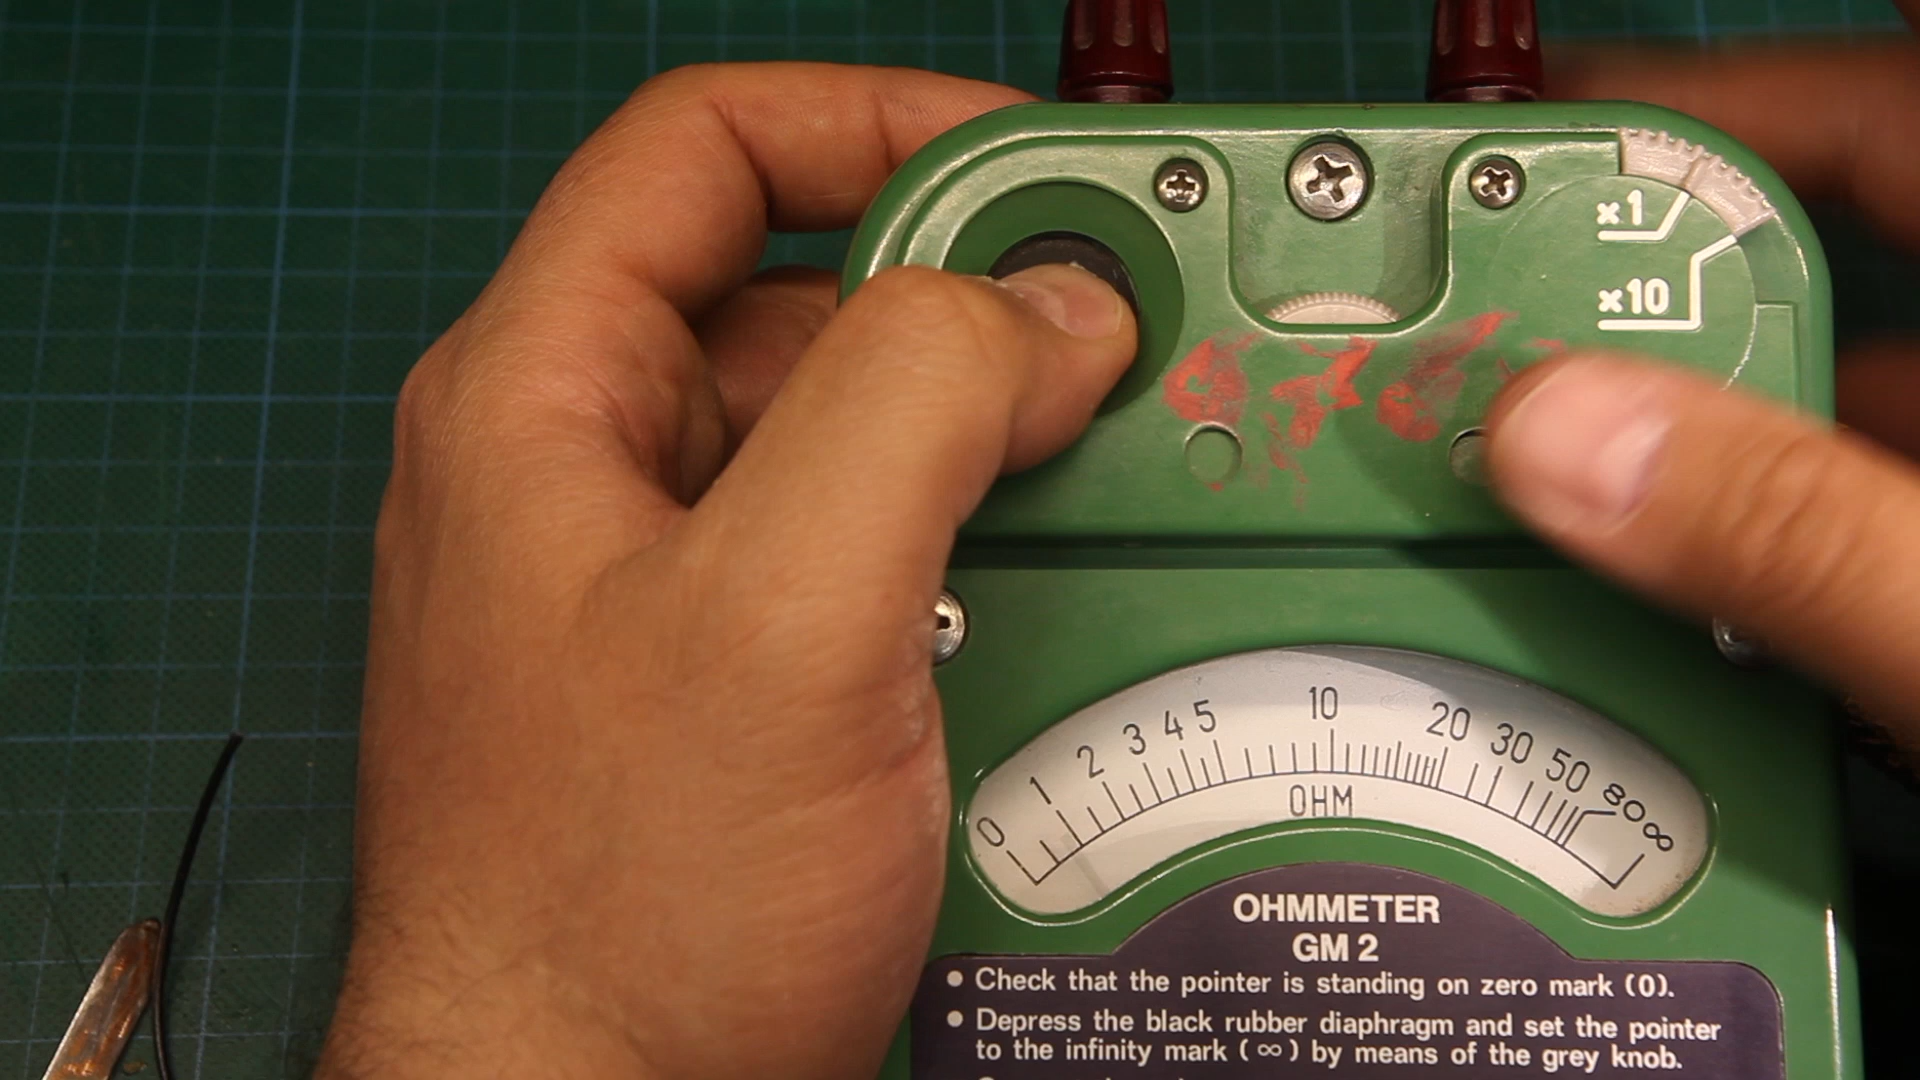 x1
x10
0 1 2 3 4 5 10 20 30 50 80 ∞
OHM
OHMMETER
GM 2
• Check that the pointer is standing on zero mark (0).
• Depress the black rubber diaphragm and set the pointer
to the infinity mark (∞) by means of the grey knob.